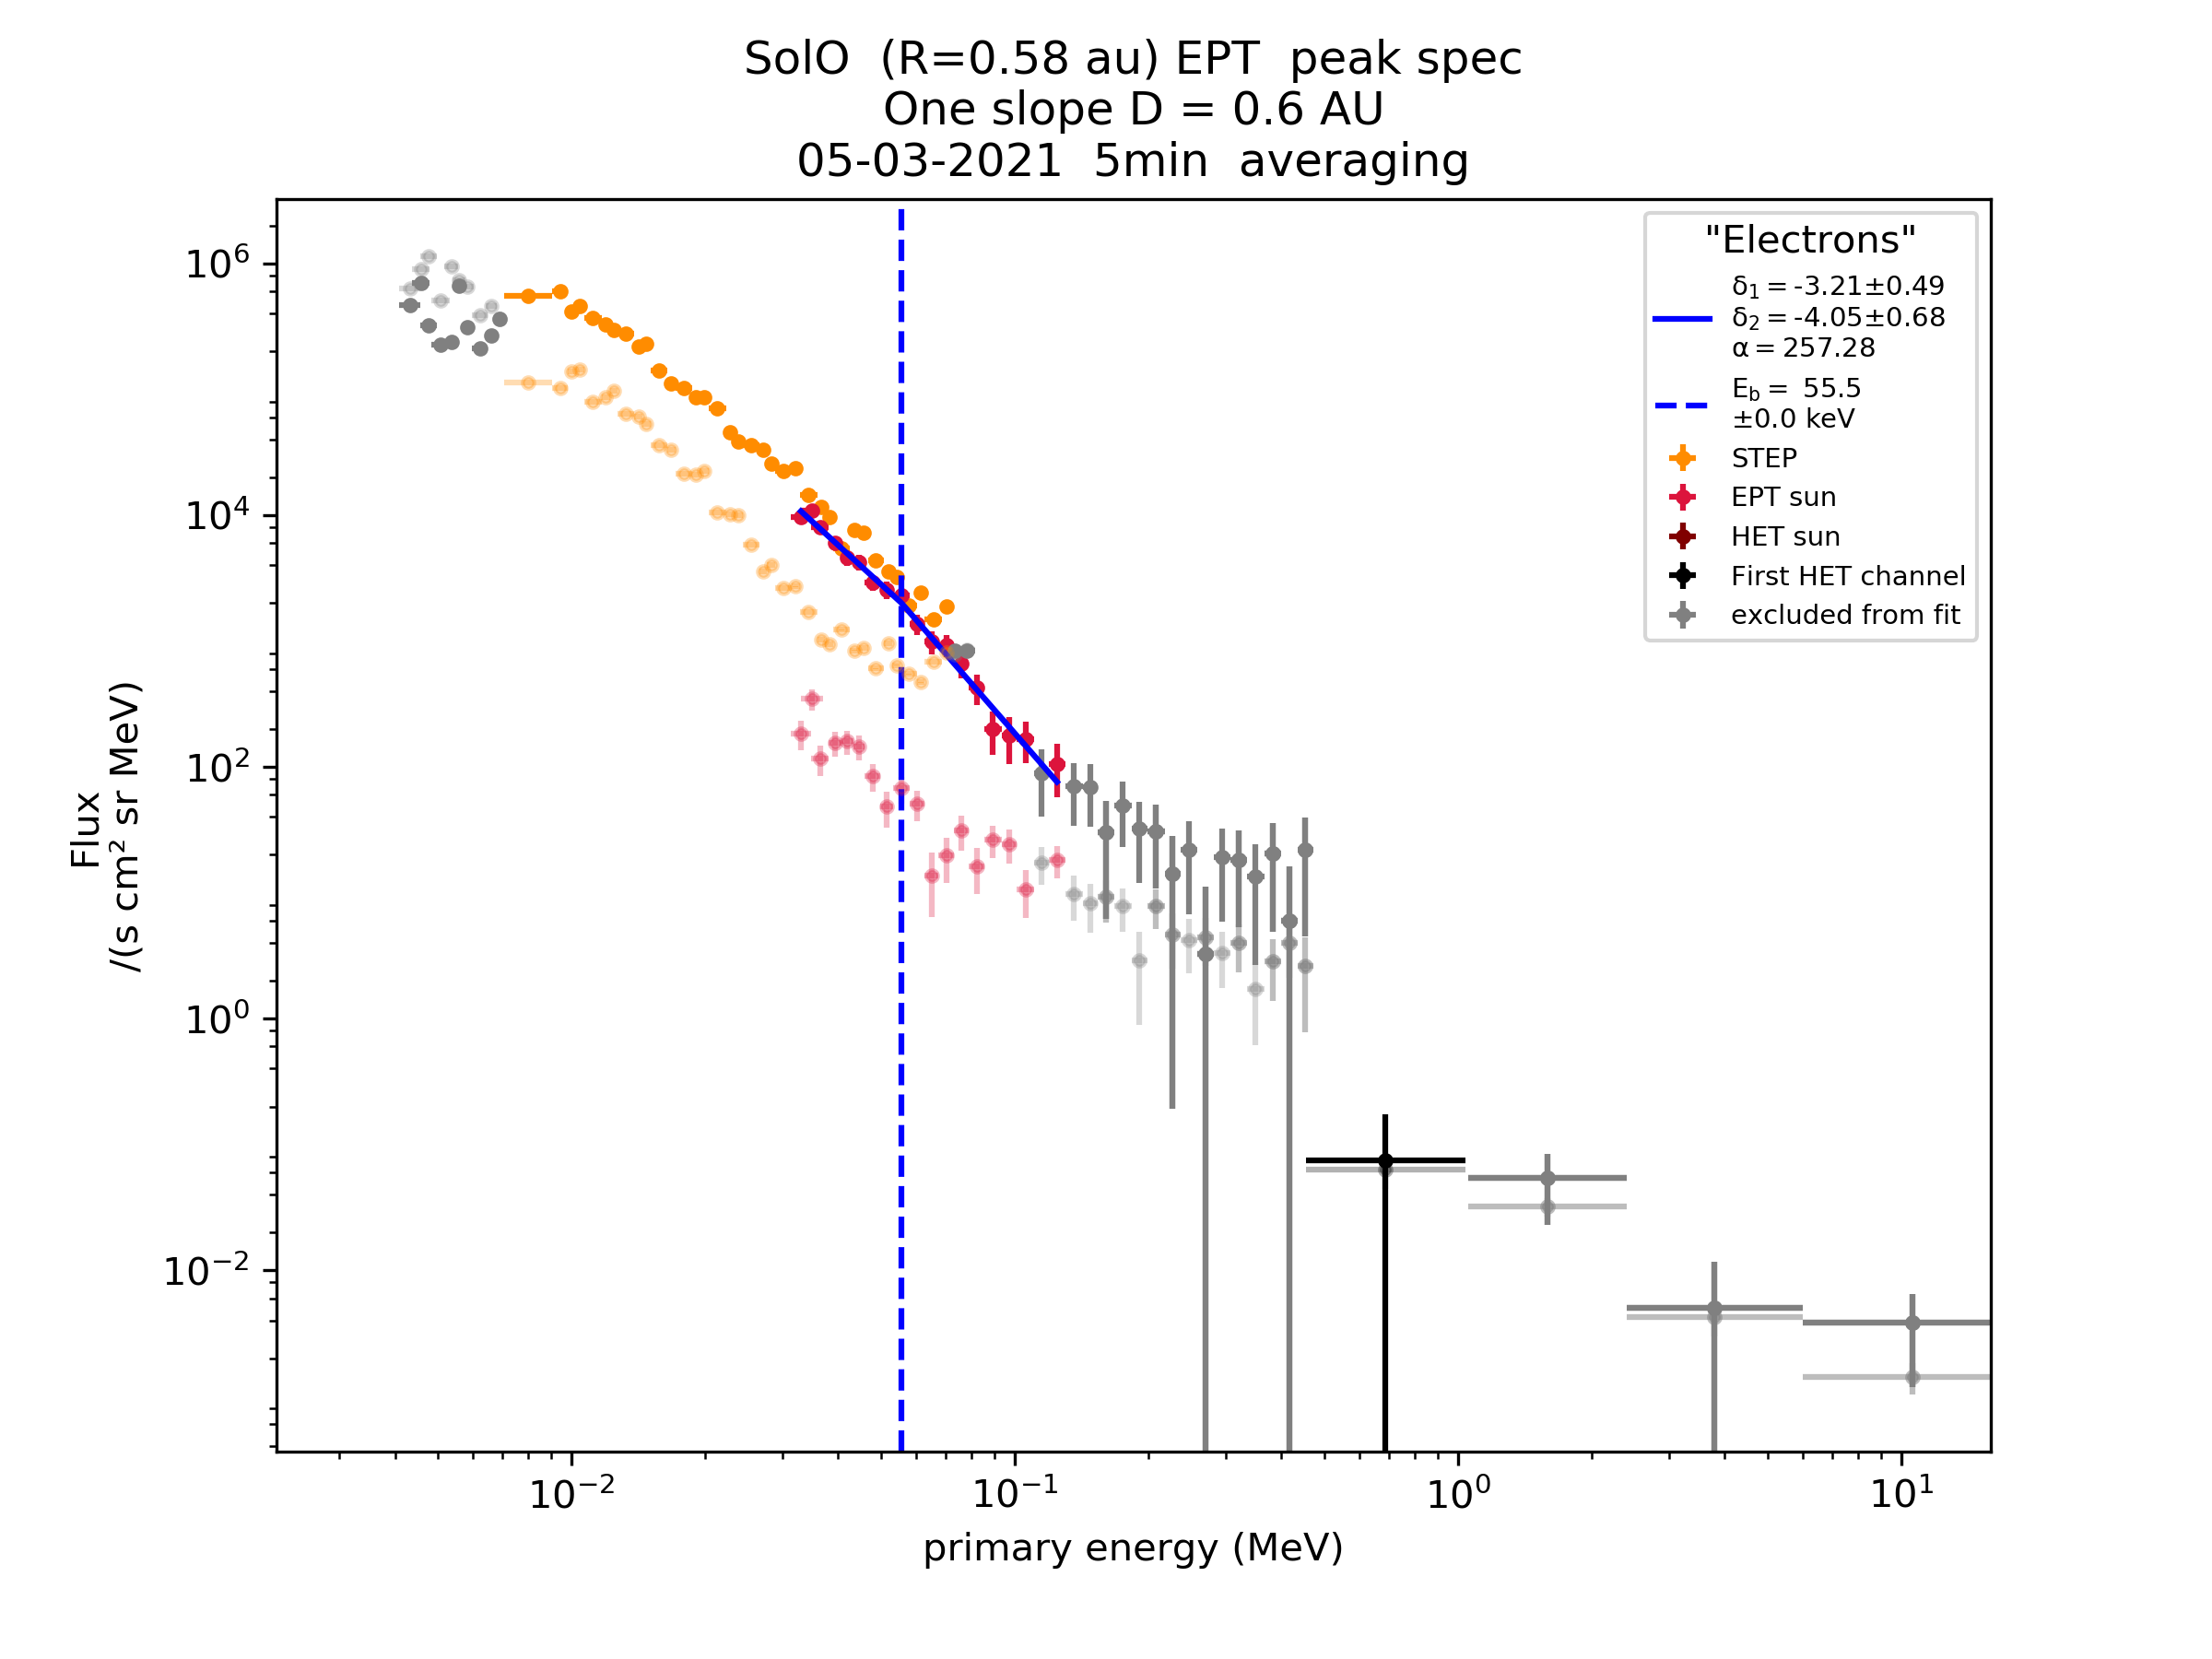 SolO  (R=0.58 au) EPT  peak spec
One slope D = 0.6 AU
05-03-2021  5min  averaging
Flux
/(s cm² sr MeV)
10⁶
10⁴
10²
10⁰
10⁻²
10⁻²
10⁻¹
10⁰
10¹
primary energy (MeV)
"Electrons"
δ₁ = -3.21±0.49
δ₂ = -4.05±0.68
α = 257.28
E_b = 55.5
±0.0 keV
STEP
EPT sun
HET sun
First HET channel
excluded from fit